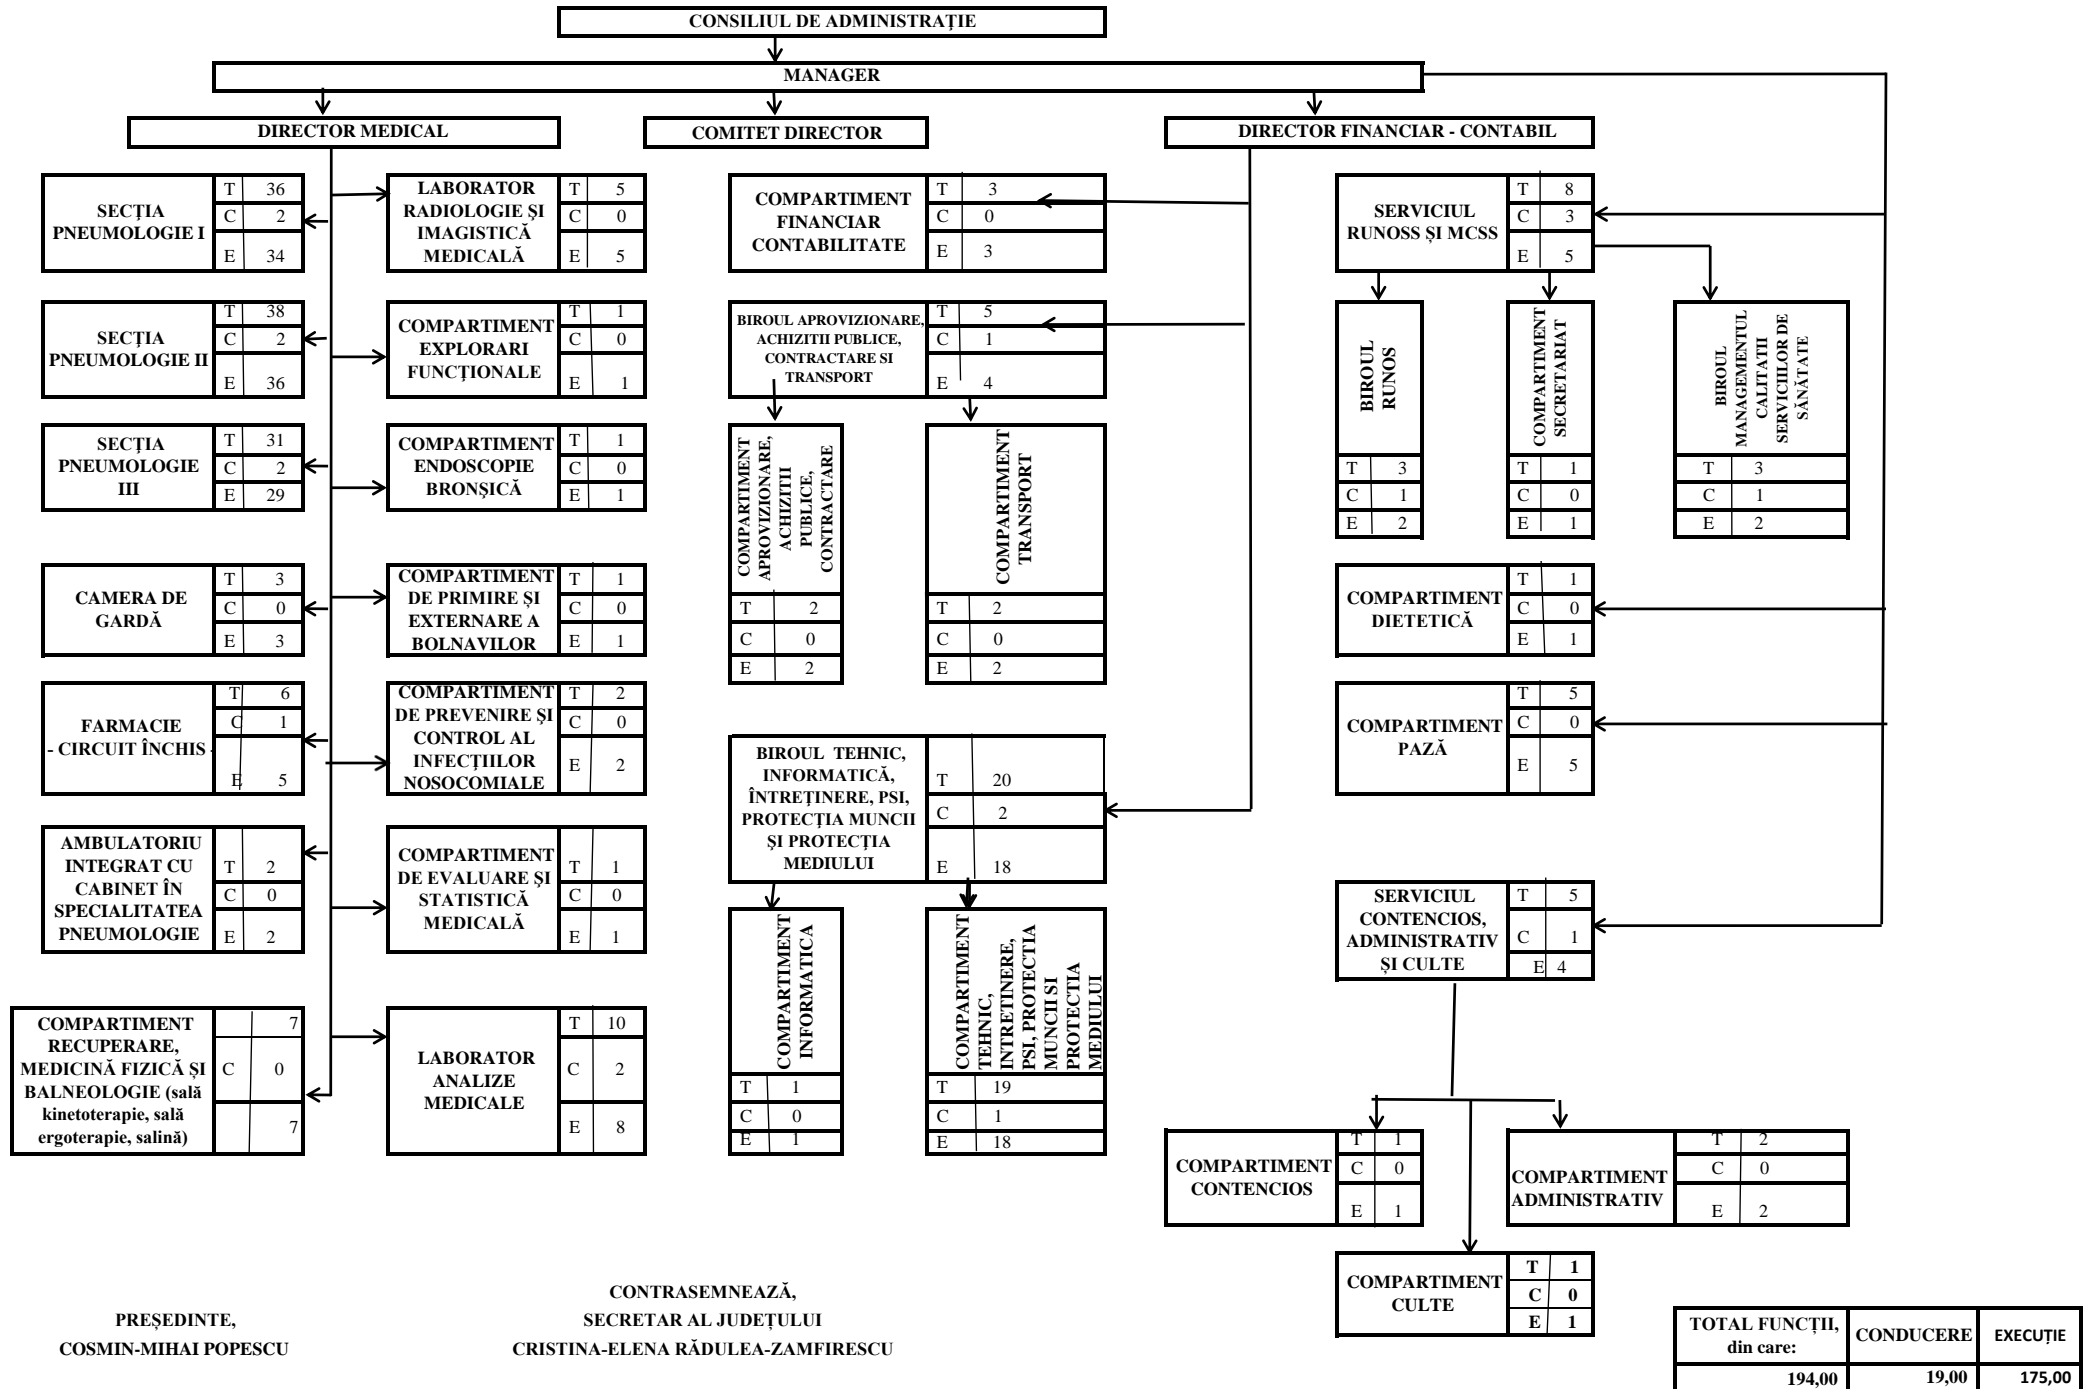 CONSILIUL DE ADMINISTRAȚIE
MANAGER
DIRECTOR MEDICAL
COMITET DIRECTOR
DIRECTOR FINANCIAR - CONTABIL
SECȚIA
PNEUMOLOGIE I
T 36
C 2
E 34
LABORATOR
RADIOLOGIE ŞI
IMAGISTICĂ
MEDICALĂ
T 5
C 0
E 5
COMPARTIMENT
FINANCIAR
CONTABILITATE
T 3
C 0
E 3
SERVICIUL
RUNOSS ȘI MCSS
T 8
C 3
E 5
SECȚIA
PNEUMOLOGIE II
T 38
C 2
E 36
COMPARTIMENT
EXPLORARI
FUNCŢIONALE
T 1
C 0
E 1
BIROUL APROVIZIONARE,
ACHIZITII PUBLICE,
CONTRACTARE SI
TRANSPORT
T 5
C 1
E 4
BIROUL
RUNOS
T 3
C 1
E 2
COMPARTIMENT
SECRETARIAT
T 1
C 0
E 1
BIROUL
MANAGEMENTUL
CALITATII
SERVICIILOR DE
SĂNĂTATE
T 3
C 1
E 2
SECȚIA
PNEUMOLOGIE
III
T 31
C 2
E 29
COMPARTIMENT
ENDOSCOPIE
BRONŞICĂ
T 1
C 0
E 1
COMPARTIMENT
APROVIZIONARE,
ACHIZITII
PUBLICE,
CONTRACTARE
T 2
C 0
E 2
COMPARTIMENT
TRANSPORT
T 2
C 0
E 2
CAMERA DE
GARDĂ
T 3
C 0
E 3
COMPARTIMENT
DE PRIMIRE ȘI
EXTERNARE A
BOLNAVILOR
T 1
C 0
E 1
COMPARTIMENT
DIETETICĂ
T 1
C 0
E 1
FARMACIE
- CIRCUIT ÎNCHIS -
T 6
C 1
E 5
COMPARTIMENT
DE PREVENIRE ŞI
CONTROL AL
INFECŢIILOR
NOSOCOMIALE
T 2
C 0
E 2
COMPARTIMENT
PAZĂ
T 5
C 0
E 5
BIROUL TEHNIC,
INFORMATICĂ,
ÎNTREŢINERE, PSI,
PROTECŢIA MUNCII
ŞI PROTECŢIA
MEDIULUI
T 20
C 2
E 18
AMBULATORIU
INTEGRAT CU
CABINET ÎN
SPECIALITATEA
PNEUMOLOGIE
T 2
C 0
E 2
COMPARTIMENT
DE EVALUARE ŞI
STATISTICĂ
MEDICALĂ
T 1
C 0
E 1
SERVICIUL
CONTENCIOS,
ADMINISTRATIV
ȘI CULTE
T 5
C 1
E 4
COMPARTIMENT
INFORMATICA
T 1
C 0
E 1
COMPARTIMENT
TEHNIC,
INTRETINERE,
PSI, PROTECTIA
MUNCII SI
PROTECTIA
MEDIULUI
T 19
C 1
E 18
COMPARTIMENT
RECUPERARE,
MEDICINĂ FIZICĂ ȘI
BALNEOLOGIE (sală
kinetoterapie, sală
ergoterapie, salină)
7
C 0
7
LABORATOR
ANALIZE
MEDICALE
T 10
C 2
E 8
COMPARTIMENT
CONTENCIOS
T 1
C 0
E 1
COMPARTIMENT
ADMINISTRATIV
T 2
C 0
E 2
COMPARTIMENT
CULTE
T 1
C 0
E 1
PREȘEDINTE,
COSMIN-MIHAI POPESCU
CONTRASEMNEAZĂ,
SECRETAR AL JUDEȚULUI
CRISTINA-ELENA RĂDULEA-ZAMFIRESCU
TOTAL FUNCȚII,
din care:
CONDUCERE
EXECUȚIE
194,00 19,00 175,00